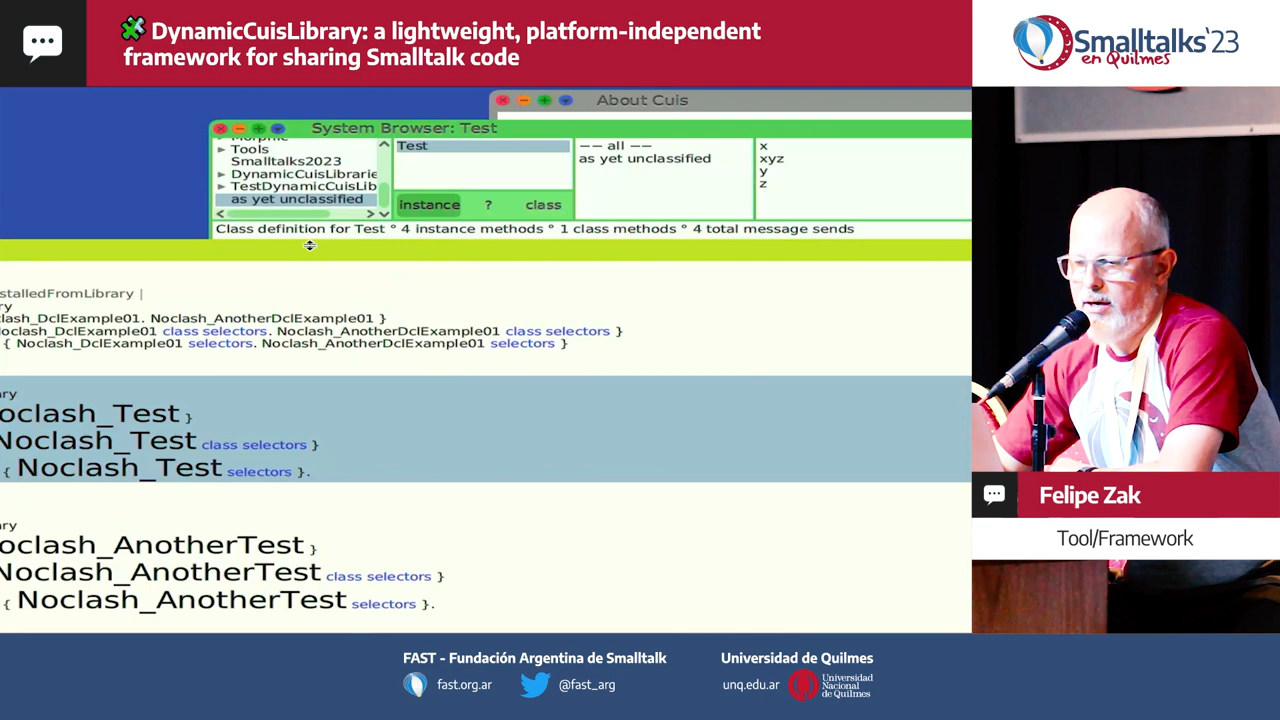 DynamicCuisLibrary: a lightweight, platform-independent
framework for sharing Smalltalk code
Smalltalks'23
en Quilmes
About Cuis
System Browser: Test
Tools
Smalltalks2023
DynamicCuisLibrarie
TestDynamicCuisLib
as yet unclassified
Test
instance ? class
-- all --
as yet unclassified
x
xyz
y
z
Class definition for Test ° 4 instance methods ° 1 class methods ° 4 total message sends
stalledFromLibrary |
ry
lash_DclExample01. Noclash_AnotherDclExample01 }
oclash_DclExample01 class selectors. Noclash_AnotherDclExample01 class selectors }
{ Noclash_DclExample01 selectors. Noclash_AnotherDclExample01 selectors }
ary
oclash_Test }
Noclash_Test class selectors }
{ Noclash_Test selectors }.
ary
oclash_AnotherTest }
Noclash_AnotherTest class selectors }
{ Noclash_AnotherTest selectors }.
Felipe Zak
Tool/Framework
FAST - Fundación Argentina de Smalltalk
fast.org.ar
@fast_arg
Universidad de Quilmes
unq.edu.ar
Universidad
Nacional
de Quilmes